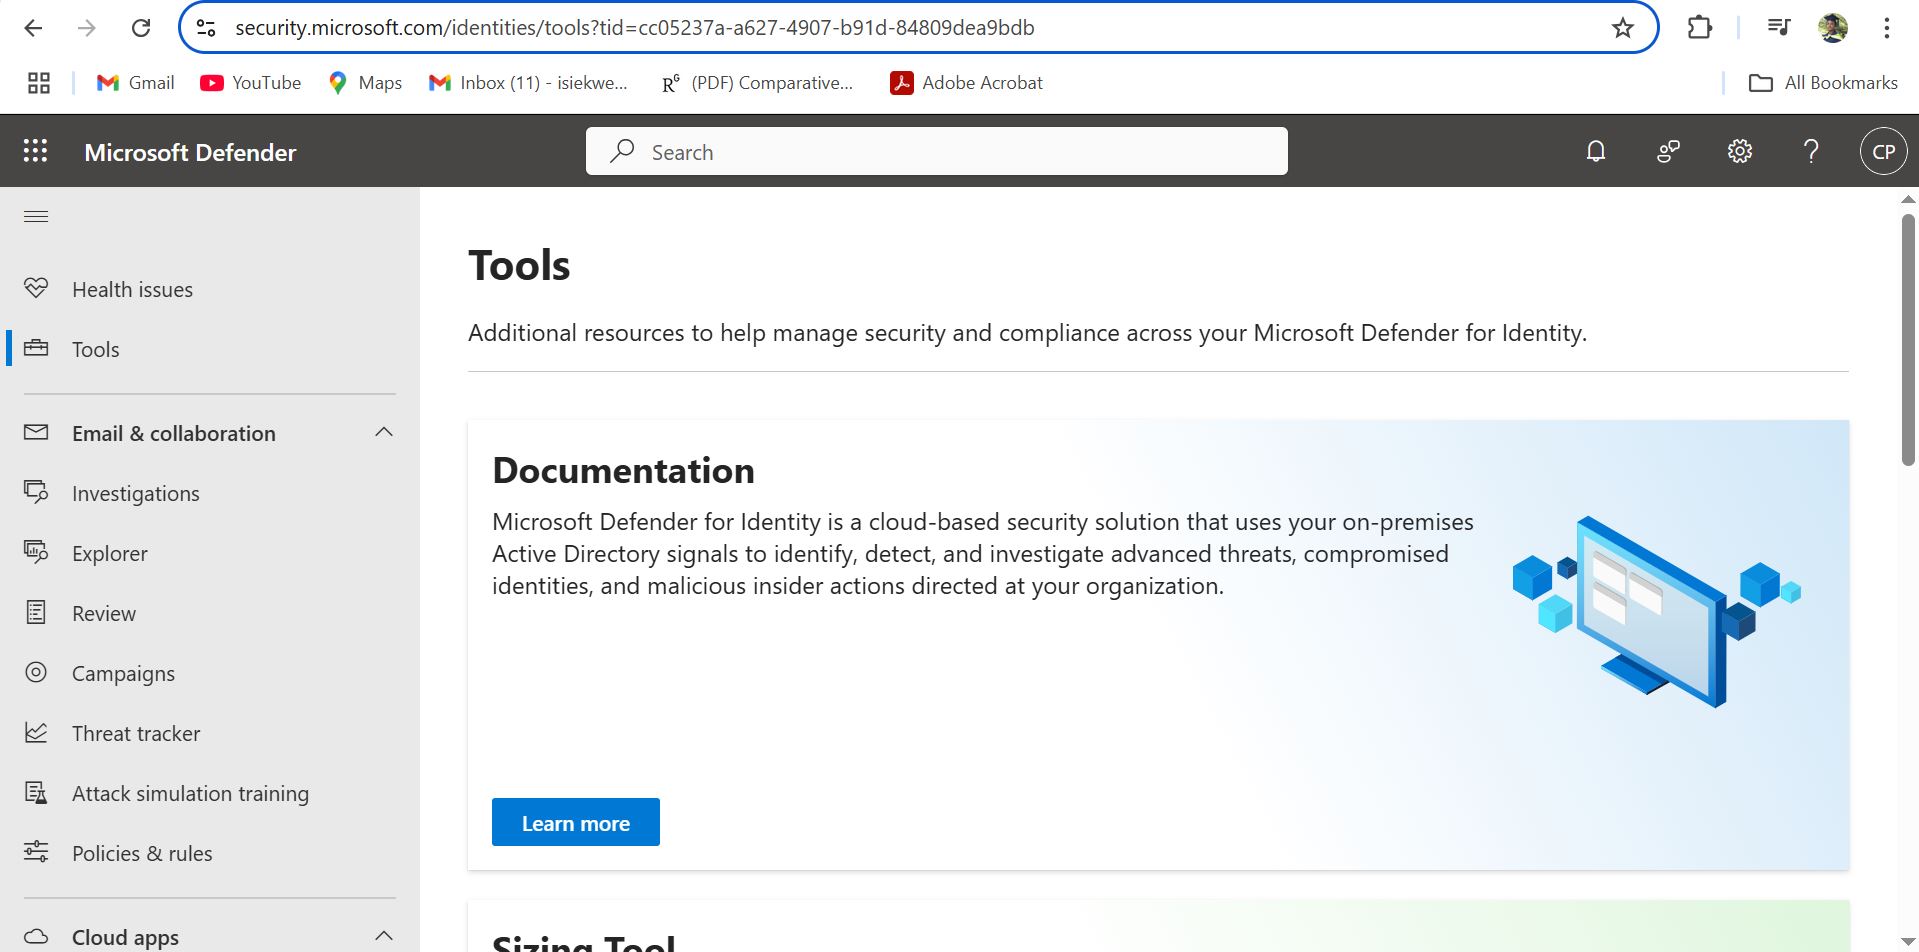 security.microsoft.com/identities/tools?tid=cc05237a-a627-4907-b91d-84809dea9bdb
Gmail
YouTube
Maps
Inbox (11) - isiekwe...
R⁶ (PDF) Comparative...
Adobe Acrobat
All Bookmarks
Microsoft Defender
Search
CP
Health issues
Tools
Email & collaboration
Investigations
Explorer
Review
Campaigns
Threat tracker
Attack simulation training
Policies & rules
Cloud apps
Tools
Additional resources to help manage security and compliance across your Microsoft Defender for Identity.
Documentation
Microsoft Defender for Identity is a cloud-based security solution that uses your on-premises
Active Directory signals to identify, detect, and investigate advanced threats, compromised
identities, and malicious insider actions directed at your organization.
Learn more
Sizing Tool